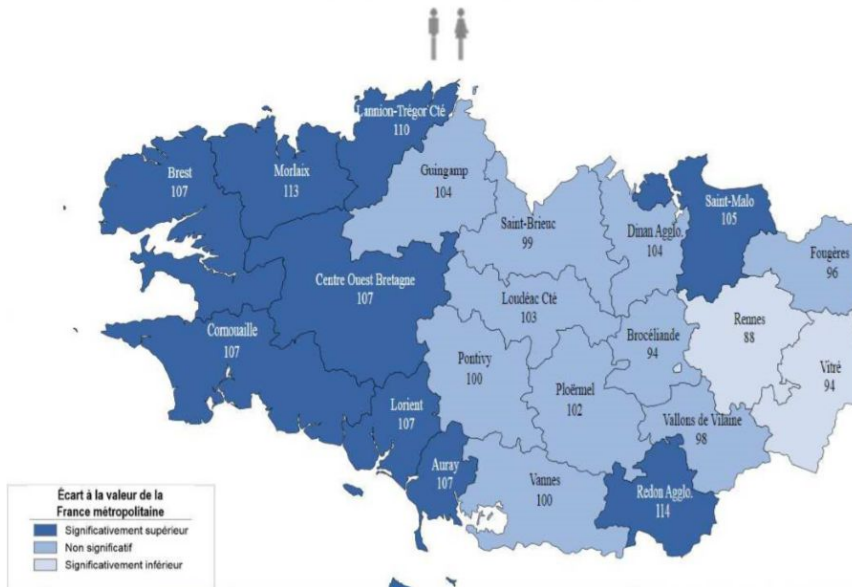 Lannion-Trégor Cté
110
Brest
107
Morlaix
113
Guingamp
104
Saint-Brieuc
99
Dinan Agglo.
104
Saint-Malo
105
Fougères
96
Centre Ouest Bretagne
107
Loudéac Cté
103
Rennes
88
Cornouaille
107
Brocéliande
94
Vitré
94
Pontivy
100
Ploërmel
102
Lorient
107
Vallons de Vilaine
98
Auray
107
Vannes
100
Redon Agglo.
114
Écart à la valeur de la
France métropolitaine
Significativement supérieur
Non significatif
Significativement inférieur